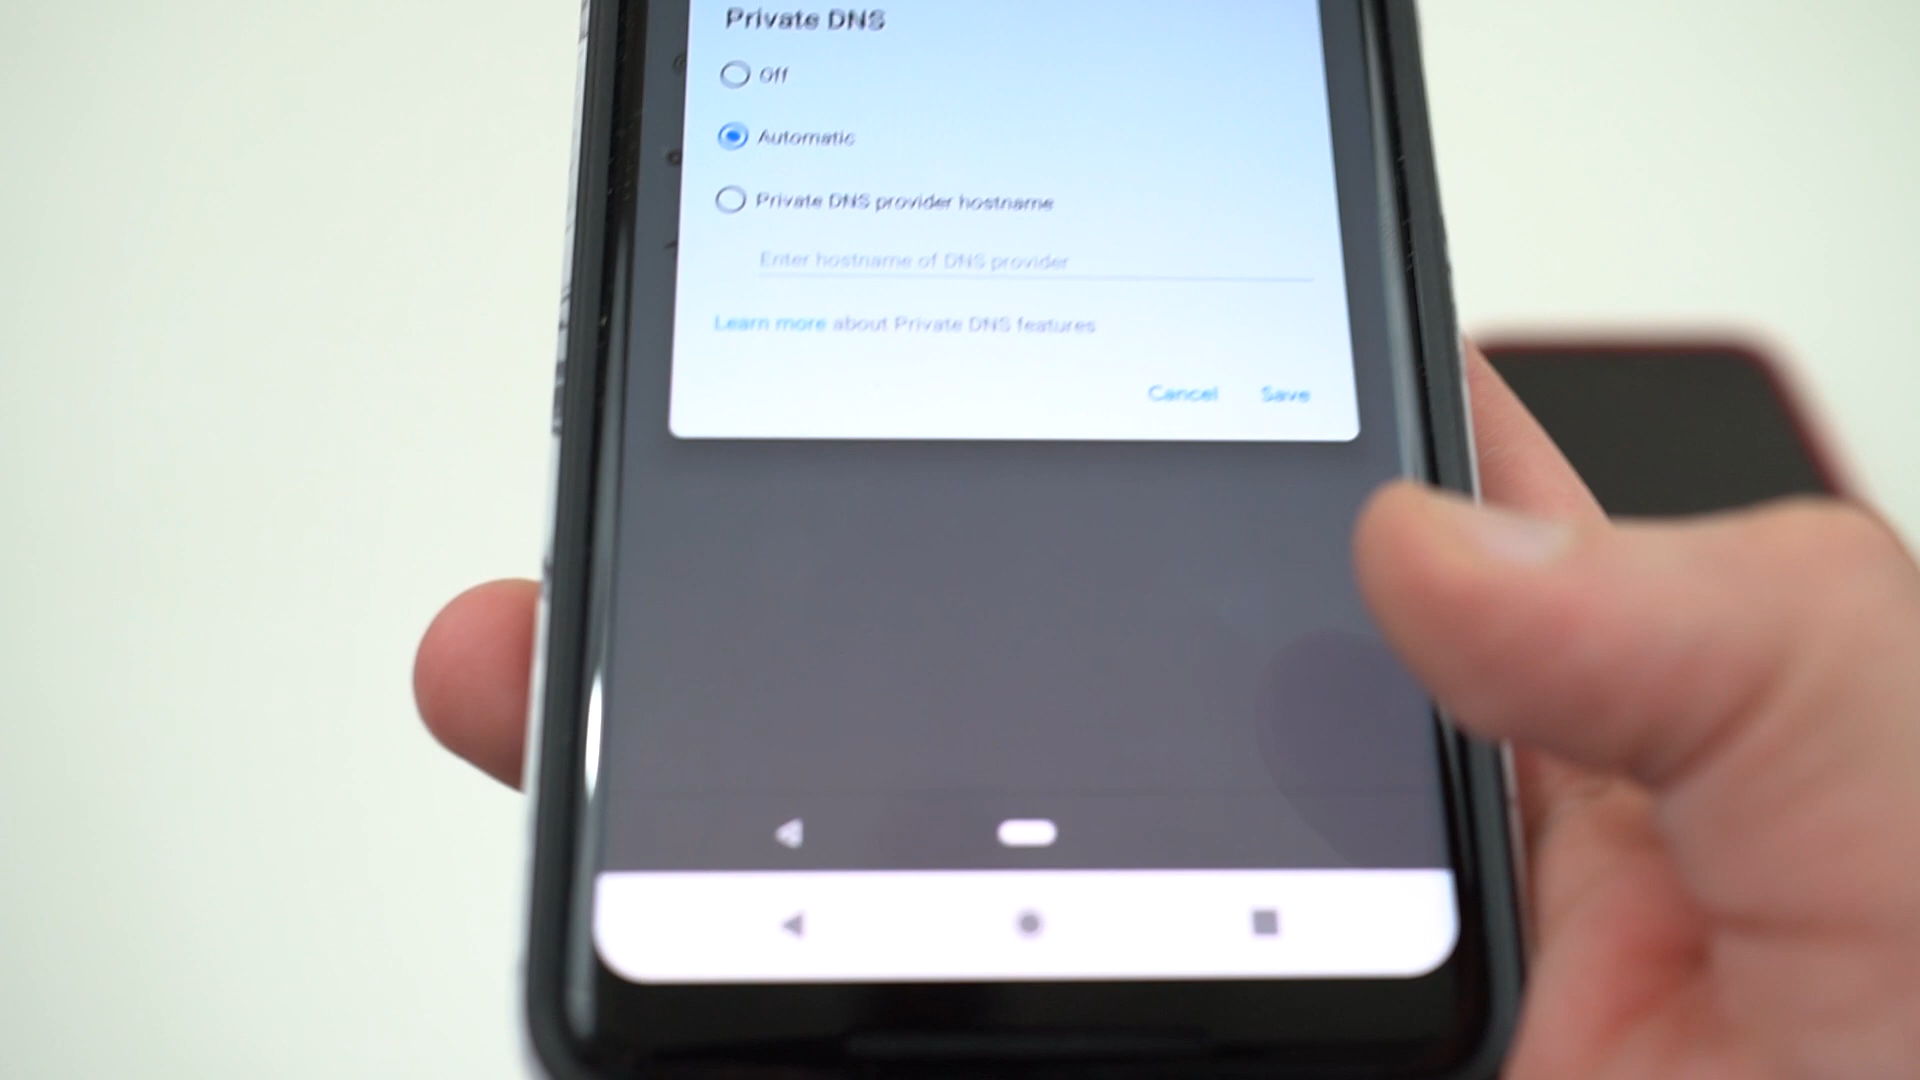 Private DNS
Off
Automatic
Private DNS provider hostname
Enter hostname of DNS provider
Learn more about Private DNS features
Cancel Save